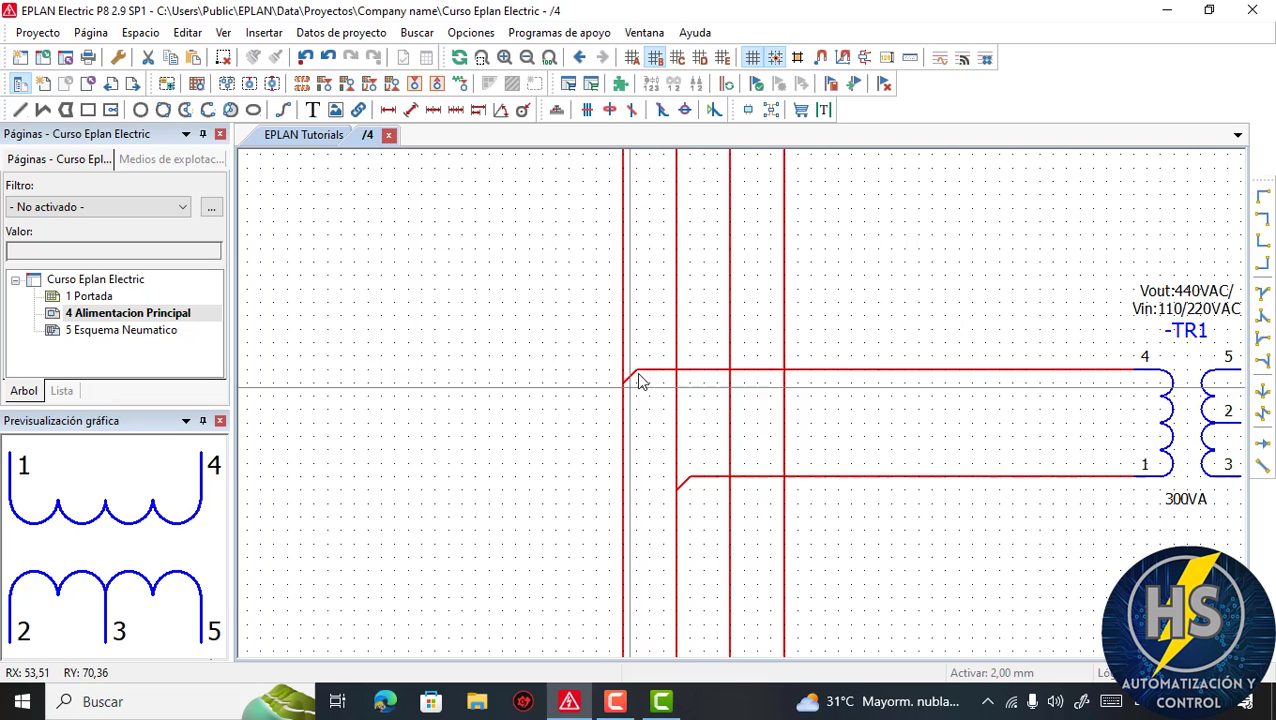 EPLAN Electric P8 2.9 SP1 - C:\Users\Public\EPLAN\Data\Proyectos\Company name\Curso Eplan Electric - /4
Proyecto Página Espacio Editar Ver Insertar Datos de proyecto Buscar Opciones Programas de apoyo Ventana Ayuda
Páginas - Curso Eplan Electric
EPLAN Tutorials /4
Páginas - Curso Epl... Medios de explotac...
Filtro:
- No activado - ...
Valor:
Curso Eplan Electric
1 Portada
4 Alimentacion Principal
5 Esquema Neumatico
Arbol Lista
Previsualización gráfica
1 4
2 3 5
Vout:440VAC/
Vin:110/220VAC
-TR1
4 5
2
1 3
300VA
HS
AUTOMATIZACIÓN Y
CONTROL
RX: 53,51 RY: 70,36 Activar: 2,00 mm
Buscar 31°C Mayorm. nubla...